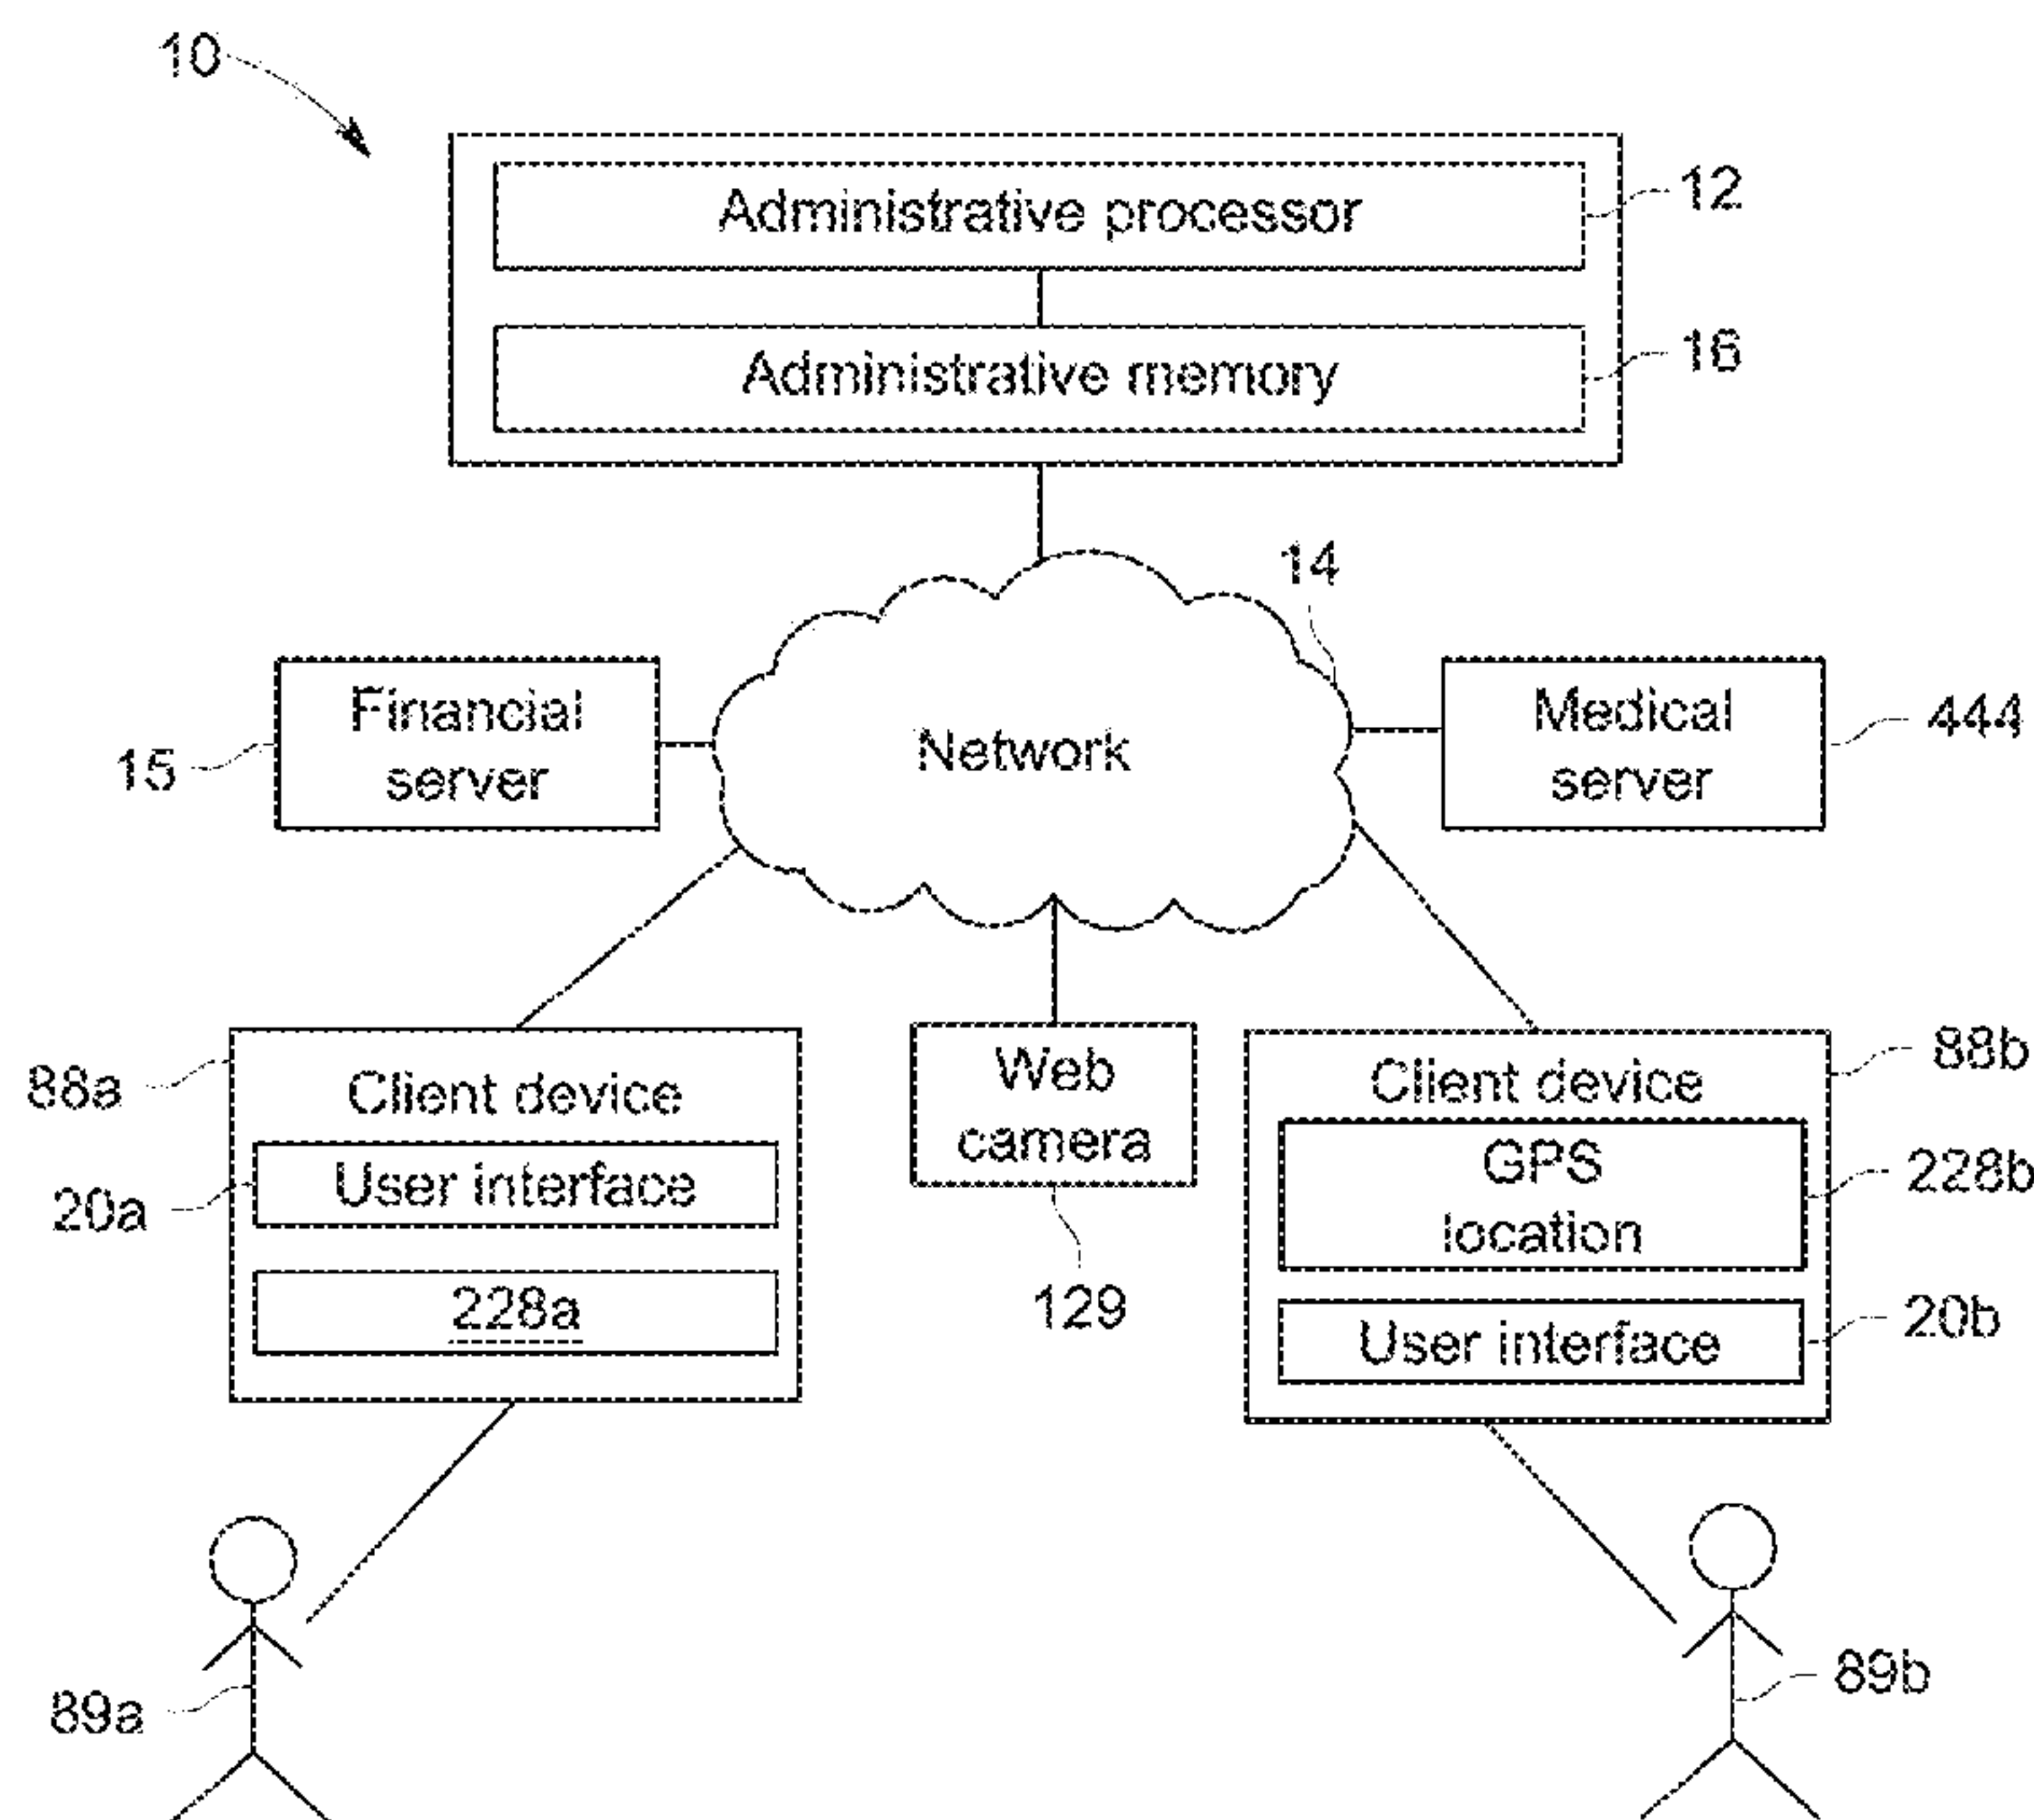 10
Administrative processor
12
Administrative memory
16
14
Financial
server
15
Network
Medical
server
444
88a
Client device
User interface
20a
228a
Web
camera
129
Client device
88b
GPS
location
228b
User interface
20b
89a
89b